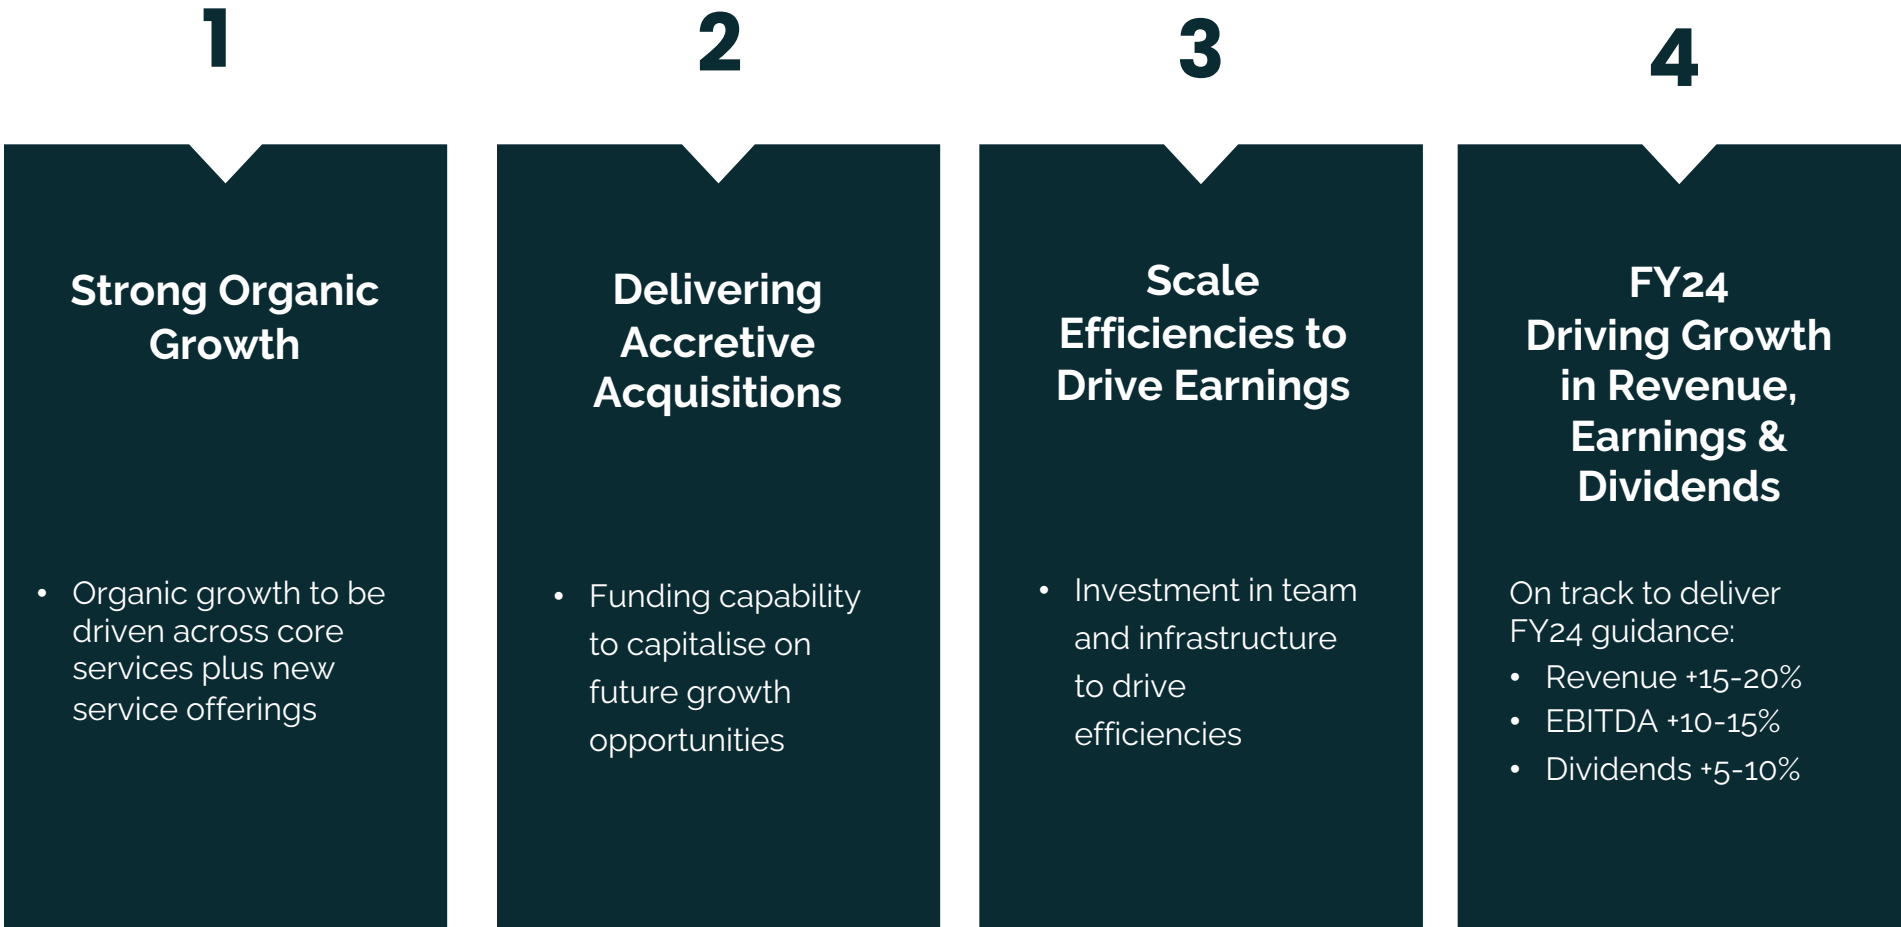 1
Strong Organic
Growth
• Organic growth to be
driven across core
services plus new
service offerings
2
Delivering
Accretive
Acquisitions
• Funding capability
to capitalise on
future growth
opportunities
3
Scale
Efficiencies to
Drive Earnings
• Investment in team
and infrastructure
to drive
efficiencies
4
FY24
Driving Growth
in Revenue,
Earnings &
Dividends
On track to deliver
FY24 guidance:
• Revenue +15-20%
• EBITDA +10-15%
• Dividends +5-10%